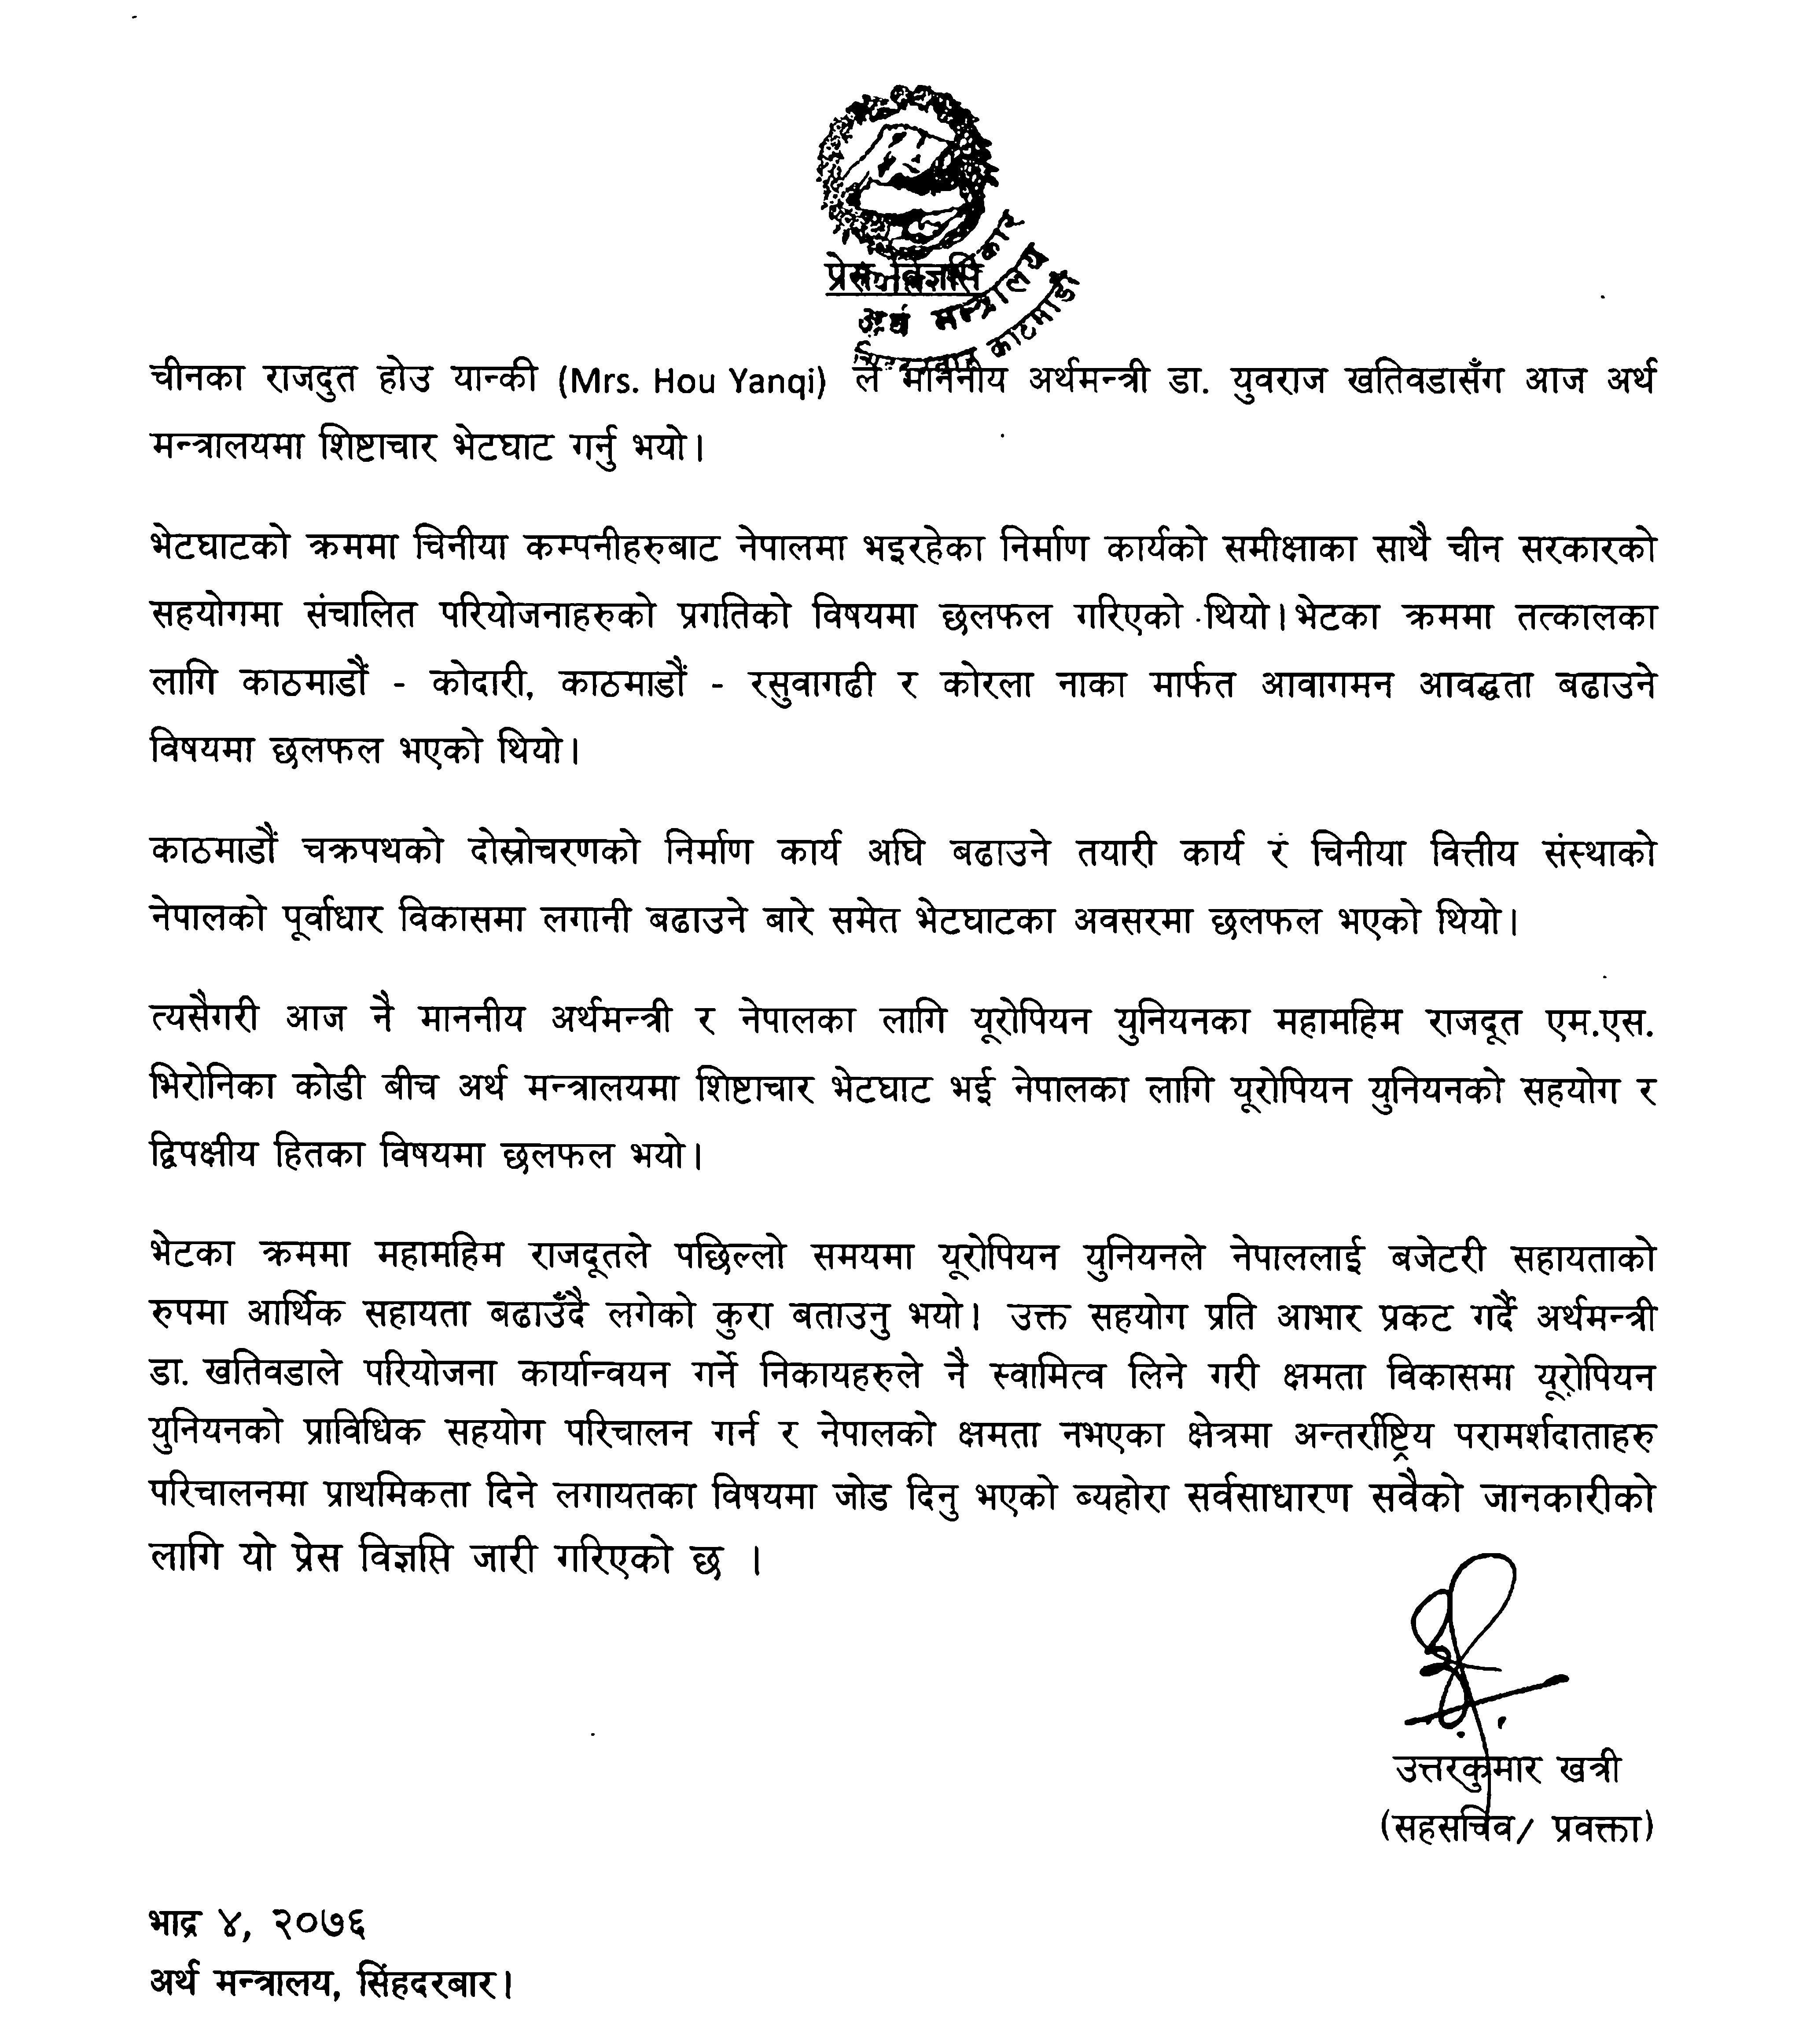 प्रेस विज्ञप्ति
अर्थ मन्त्रालय
काठमाडौं
चीनका राजदुत होउ यान्की (Mrs. Hou Yanqi) ले माननीय अर्थमन्त्री डा. युवराज खतिवडासँग आज अर्थ
मन्त्रालयमा शिष्टाचार भेटघाट गर्नु भयो।
भेटघाटको क्रममा चिनीया कम्पनीहरुबाट नेपालमा भइरहेका निर्माण कार्यको समीक्षाका साथै चीन सरकारको
सहयोगमा संचालित परियोजनाहरुको प्रगतिको विषयमा छलफल गरिएको थियो। भेटका क्रममा तत्कालका
लागि काठमाडौं - कोदारी, काठमाडौं - रसुवागढी र कोरला नाका मार्फत आवागमन आवद्धता बढाउने
विषयमा छलफल भएको थियो।
काठमाडौं चक्रपथको दोस्रोचरणको निर्माण कार्य अघि बढाउने तयारी कार्य र चिनीया वित्तीय संस्थाको
नेपालको पूर्वाधार विकासमा लगानी बढाउने बारे समेत भेटघाटका अवसरमा छलफल भएको थियो।
त्यसैगरी आज नै माननीय अर्थमन्त्री र नेपालका लागि यूरोपियन युनियनका महामहिम राजदूत एम.एस.
भिरोनिका कोडी बीच अर्थ मन्त्रालयमा शिष्टाचार भेटघाट भई नेपालका लागि यूरोपियन युनियनको सहयोग र
द्विपक्षीय हितका विषयमा छलफल भयो।
भेटका क्रममा महामहिम राजदूतले पछिल्लो समयमा यूरोपियन युनियनले नेपाललाई बजेटरी सहायताको
रुपमा आर्थिक सहायता बढाउँदै लगेको कुरा बताउनु भयो। उक्त सहयोग प्रति आभार प्रकट गर्दै अर्थमन्त्री
डा. खतिवडाले परियोजना कार्यान्वयन गर्ने निकायहरुले नै स्वामित्व लिने गरी क्षमता विकासमा यूरोपियन
युनियनको प्राविधिक सहयोग परिचालन गर्न र नेपालको क्षमता नभएका क्षेत्रमा अन्तर्राष्ट्रिय परामर्शदाताहरु
परिचालनमा प्राथमिकता दिने लगायतका विषयमा जोड दिनु भएको ब्यहोरा सर्वसाधारण सवैको जानकारीको
लागि यो प्रेस विज्ञप्ति जारी गरिएको छ ।
उत्तरकुमार खत्री
(सहसचिव/ प्रवक्ता)
भाद्र ४, २०७६
अर्थ मन्त्रालय, सिंहदरबार।